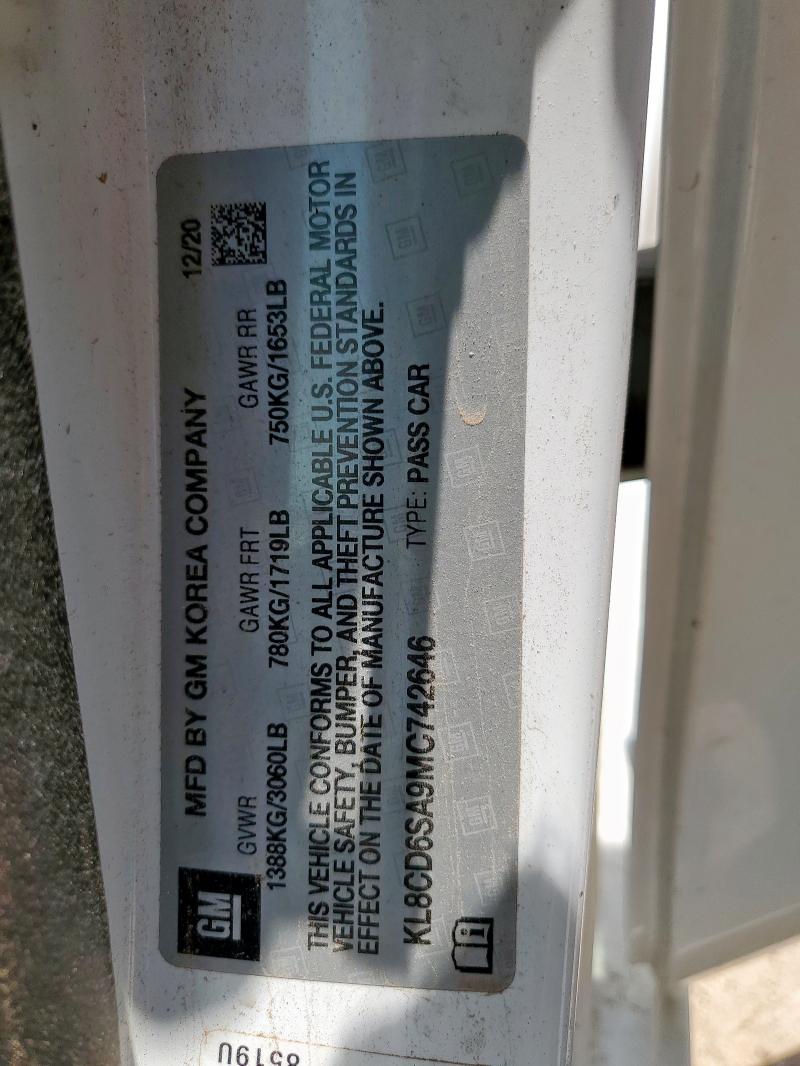 GM
MFD BY GM KOREA COMPANY 12/20
GVWR GAWR FRT GAWR RR
1388KG/3060LB 780KG/1719LB 750KG/1653LB
THIS VEHICLE CONFORMS TO ALL APPLICABLE U.S. FEDERAL MOTOR
VEHICLE SAFETY, BUMPER, AND THEFT PREVENTION STANDARDS IN
EFFECT ON THE DATE OF MANUFACTURE SHOWN ABOVE.
KL8CD6SA9MC742646 TYPE: PASS CAR
8519U